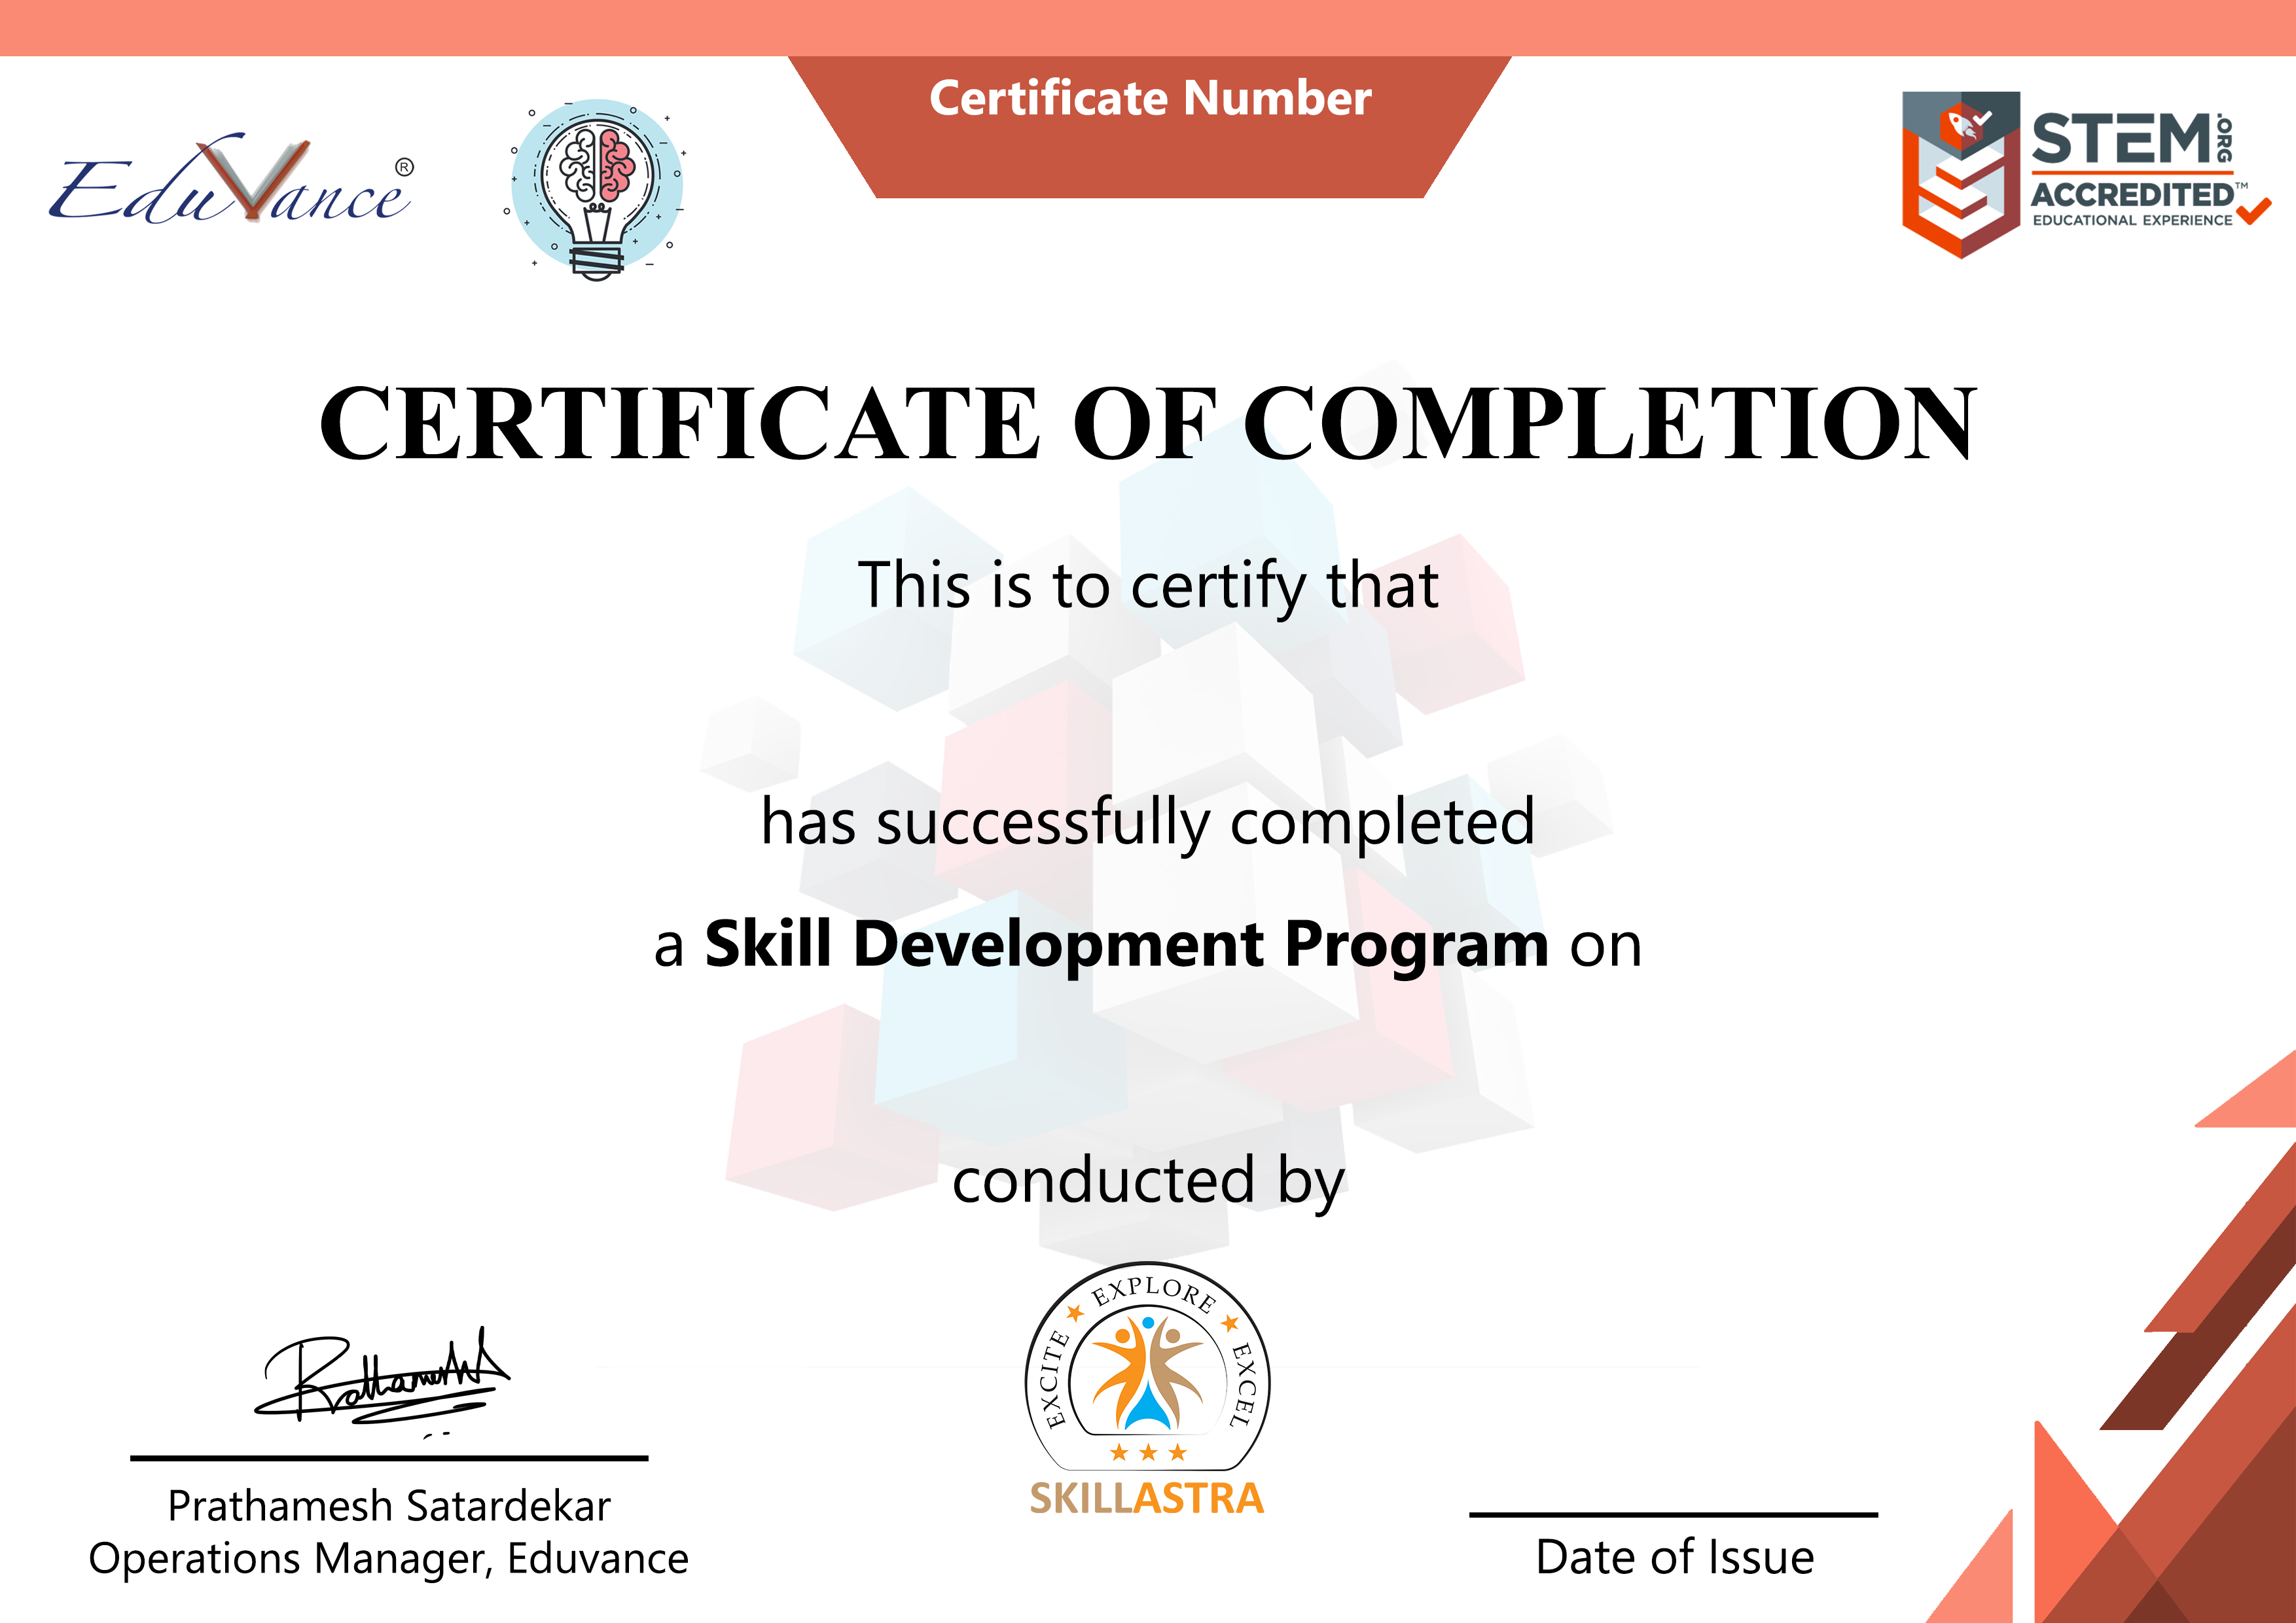 Certificate Number
EduVance®
STEM.ORG
ACCREDITED™
EDUCATIONAL EXPERIENCE
CERTIFICATE OF COMPLETION
This is to certify that
has successfully completed
a Skill Development Program on
conducted by
EXCITE ★ EXPLORE ★ EXCEL
SKILLASTRA
Prathamesh Satardekar
Operations Manager, Eduvance
Date of Issue